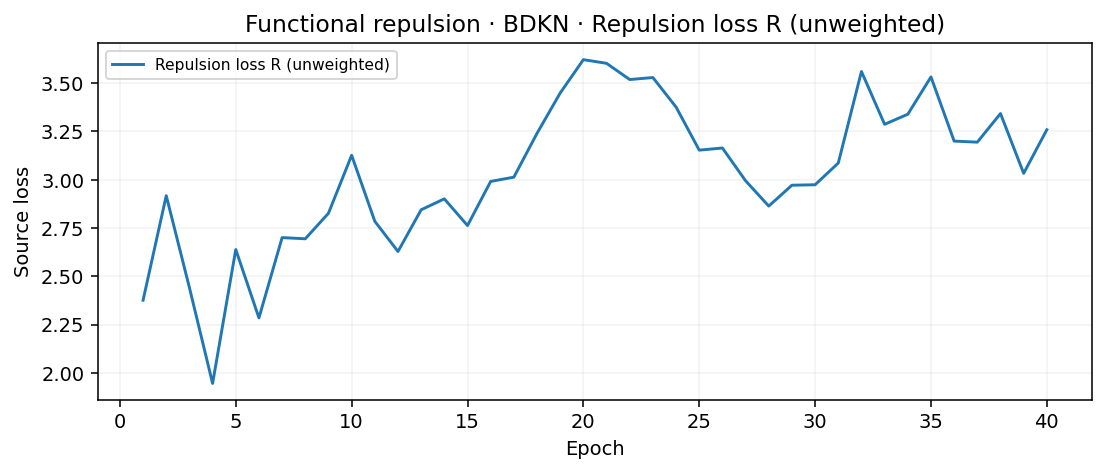 Functional repulsion · BDKN · Repulsion loss R (unweighted)
Repulsion loss R (unweighted)
Source loss
3.50
3.25
3.00
2.75
2.50
2.25
2.00
0 5 10 15 20 25 30 35 40
Epoch